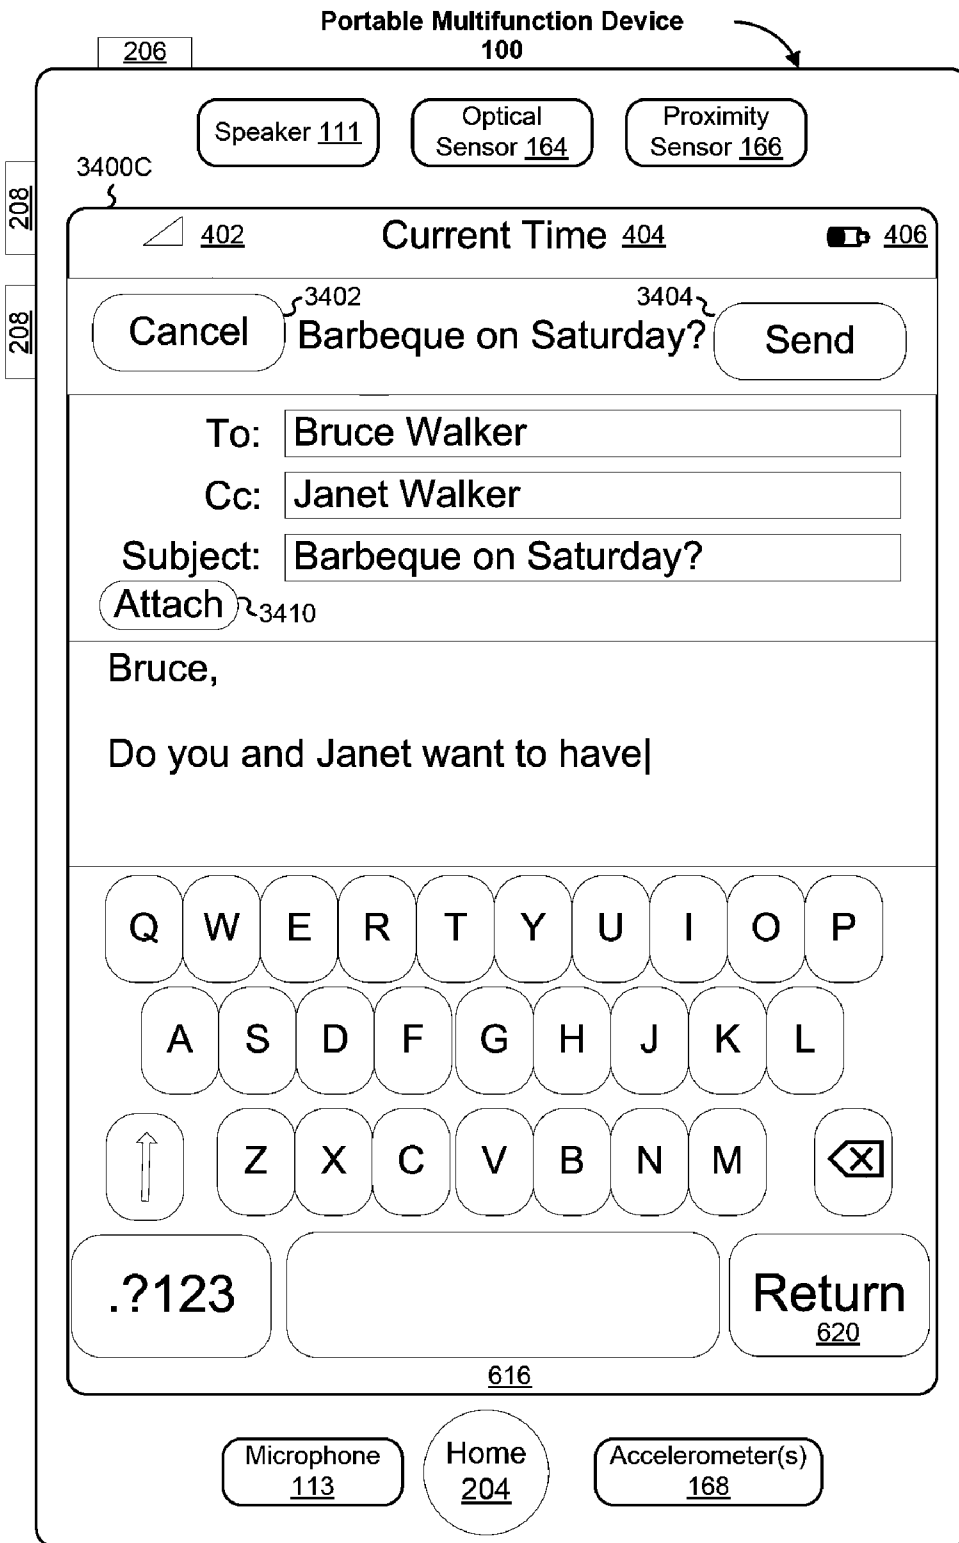 Portable Multifunction Device
100
206
Speaker 111
Optical
Sensor 164
Proximity
Sensor 166
3400C
208
402
Current Time 404
406
208
Cancel
3402
Barbeque on Saturday?
3404
Send
To: Bruce Walker
Cc: Janet Walker
Subject: Barbeque on Saturday?
Attach
3410
Bruce,
Do you and Janet want to have
Q W E R T Y U I O P
A S D F G H J K L
Z X C V B N M
.?123
Return
620
616
Microphone
113
Home
204
Accelerometer(s)
168